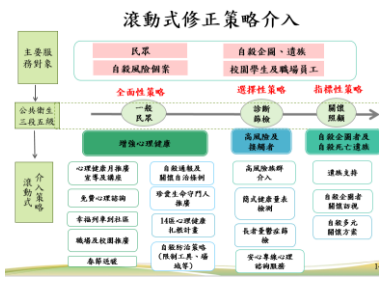 滾動式修正策略介入
主要服
務對象
民眾
自殺企圖、遺族
自殺風險個案
校園學生及職場員工
全面性策略
選擇性策略
指標性策略
公共衛生
三段五級
一般
民眾
診斷
篩檢
關懷
照顧
增強心理健康
高風險及
接觸者
自殺企圖者及
自殺死亡遺族
滾動式
介入策略
心理健康月推廣
宣導及講座
免費心理諮詢
幸福列車到社區
職場及校園推廣
春節送暖
自殺通報及
關懷自治條例
珍愛生命守門人
推廣
14區心理健康
扎根計畫
自殺防治策略
(限制工具、場
域等)
高風險族群
介入
簡式健康量表
檢測
長者憂鬱症篩
檢
安心專線心理
諮詢服務
遺族支持
自殺企圖者
關懷訪視
自殺多元
關懷方案